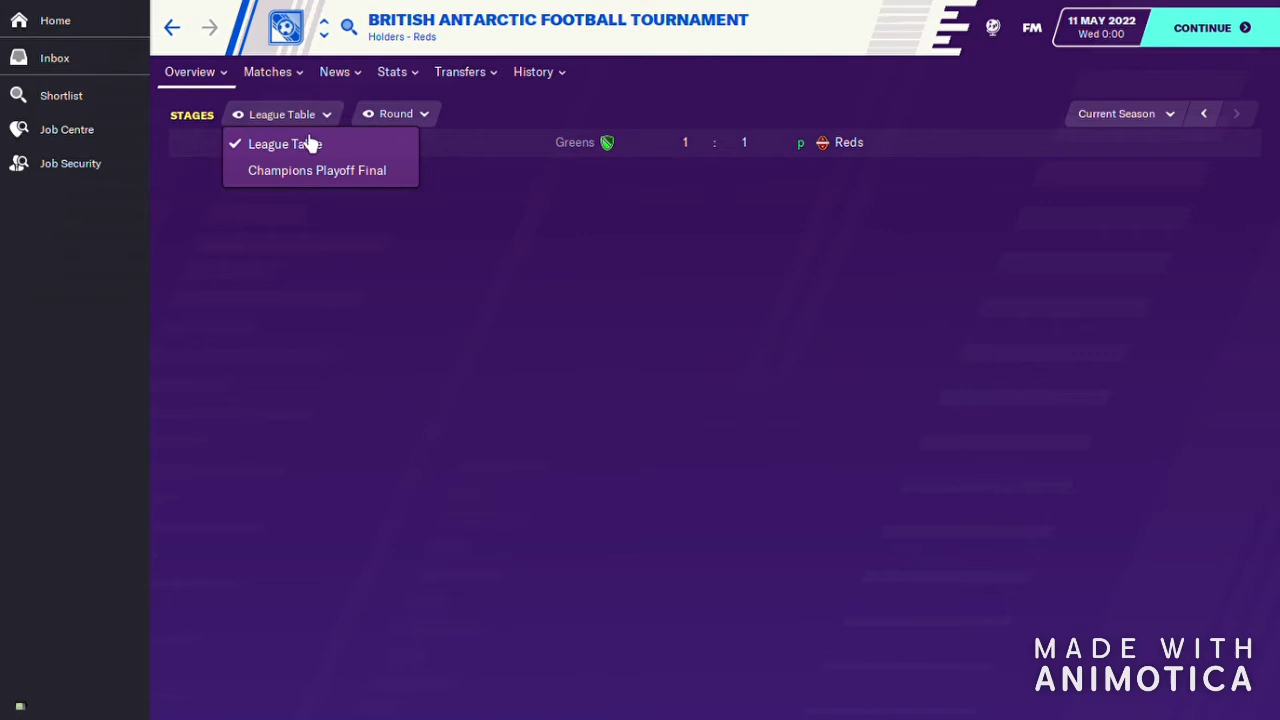 Home
Inbox
Shortlist
Job Centre
Job Security
BRITISH ANTARCTIC FOOTBALL TOURNAMENT
Holders - Reds
FM
11 MAY 2022
Wed 0:00
CONTINUE
Overview
Matches
News
Stats
Transfers
History
STAGES
League Table
Round
Current Season
League Table
Champions Playoff Final
Greens 1 : 1 p Reds
MADE WITH
ANIMOTICA